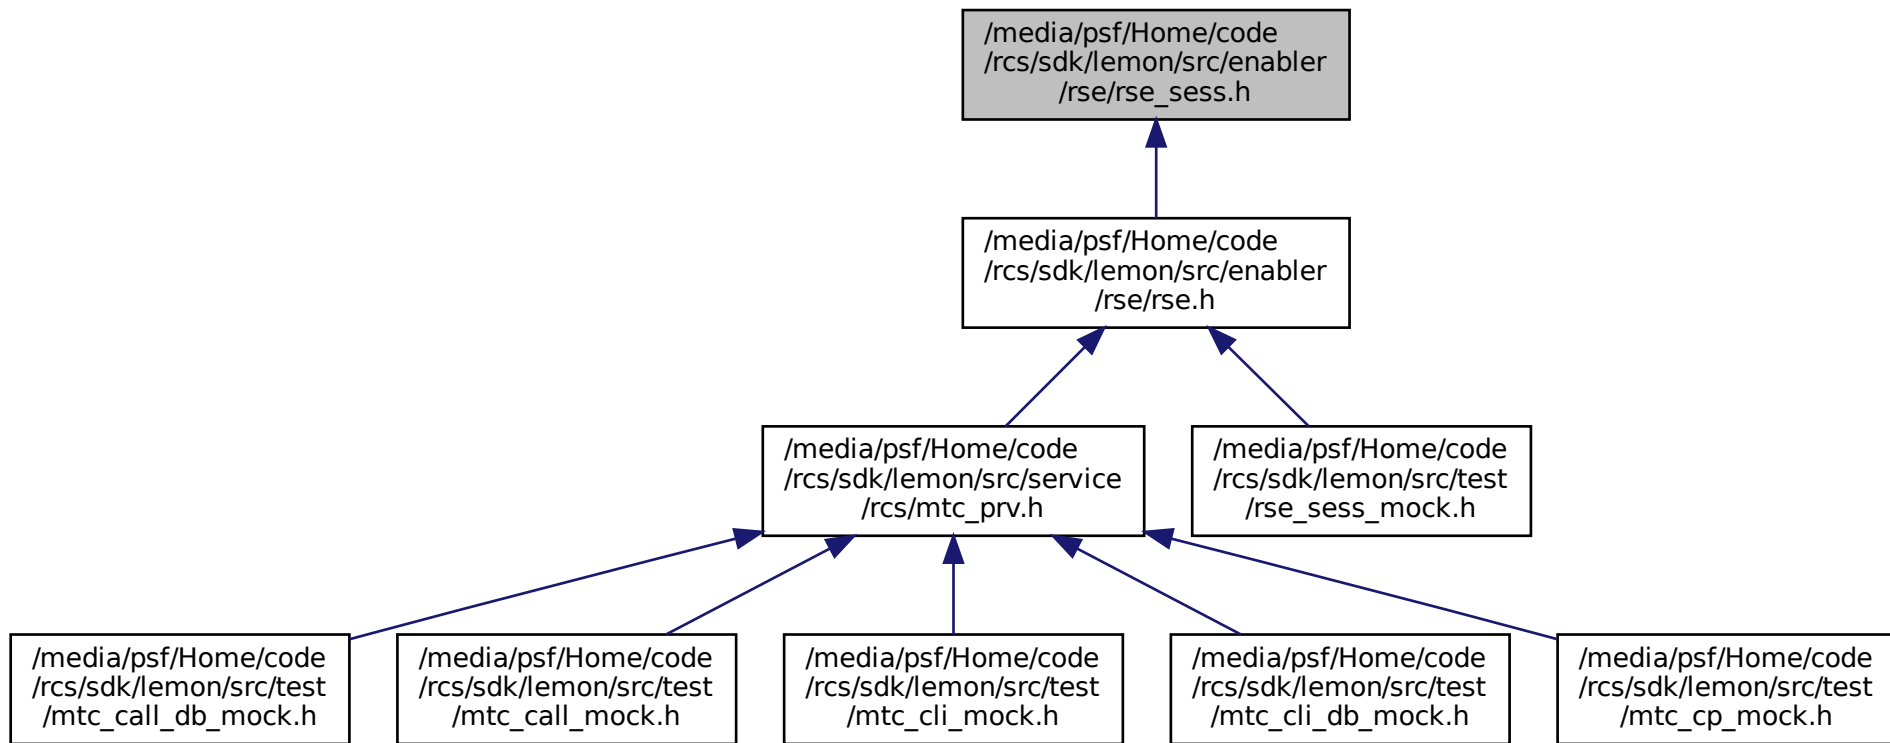 /media/psf/Home/code
/rcs/sdk/lemon/src/enabler
/rse/rse_sess.h
/media/psf/Home/code
/rcs/sdk/lemon/src/enabler
/rse/rse.h
/media/psf/Home/code
/rcs/sdk/lemon/src/service
/rcs/mtc_prv.h
/media/psf/Home/code
/rcs/sdk/lemon/src/test
/rse_sess_mock.h
/media/psf/Home/code
/rcs/sdk/lemon/src/test
/mtc_call_db_mock.h
/media/psf/Home/code
/rcs/sdk/lemon/src/test
/mtc_call_mock.h
/media/psf/Home/code
/rcs/sdk/lemon/src/test
/mtc_cli_mock.h
/media/psf/Home/code
/rcs/sdk/lemon/src/test
/mtc_cli_db_mock.h
/media/psf/Home/code
/rcs/sdk/lemon/src/test
/mtc_cp_mock.h